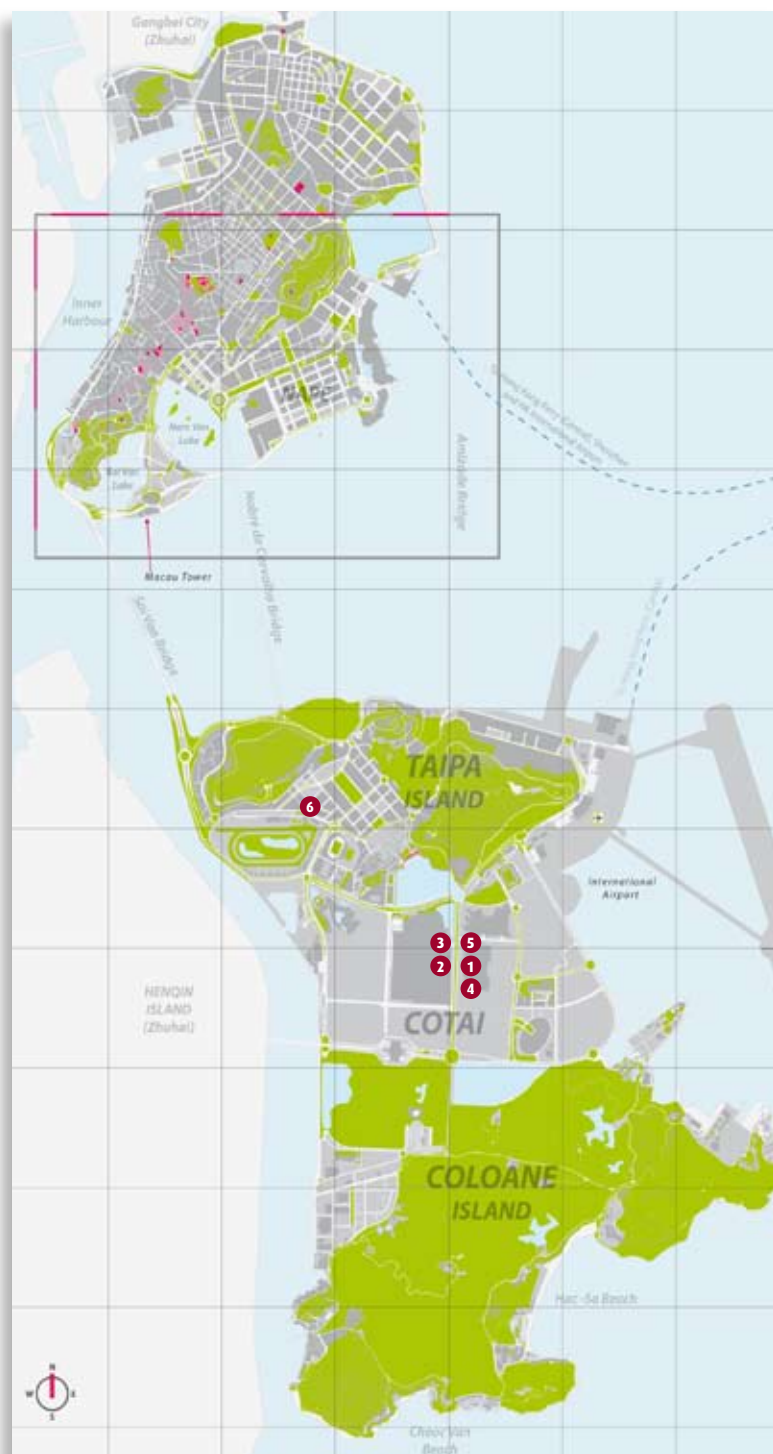 Gongbei City
(Zhuhai)
Inner
Harbour
NAPE
Nam Van
Lake
Sai Van
Lake
Amizade Bridge
Macau Tower
Sai Van Bridge
Nobre de Carvalho Bridge
TAIPA
ISLAND
6
International
Airport
3
5
2
1
4
COTAI
HENQIN
ISLAND
(Zhuhai)
COLOANE
ISLAND
Hac-Sa Beach
N
W
E
S
Cheoc Van
Beach